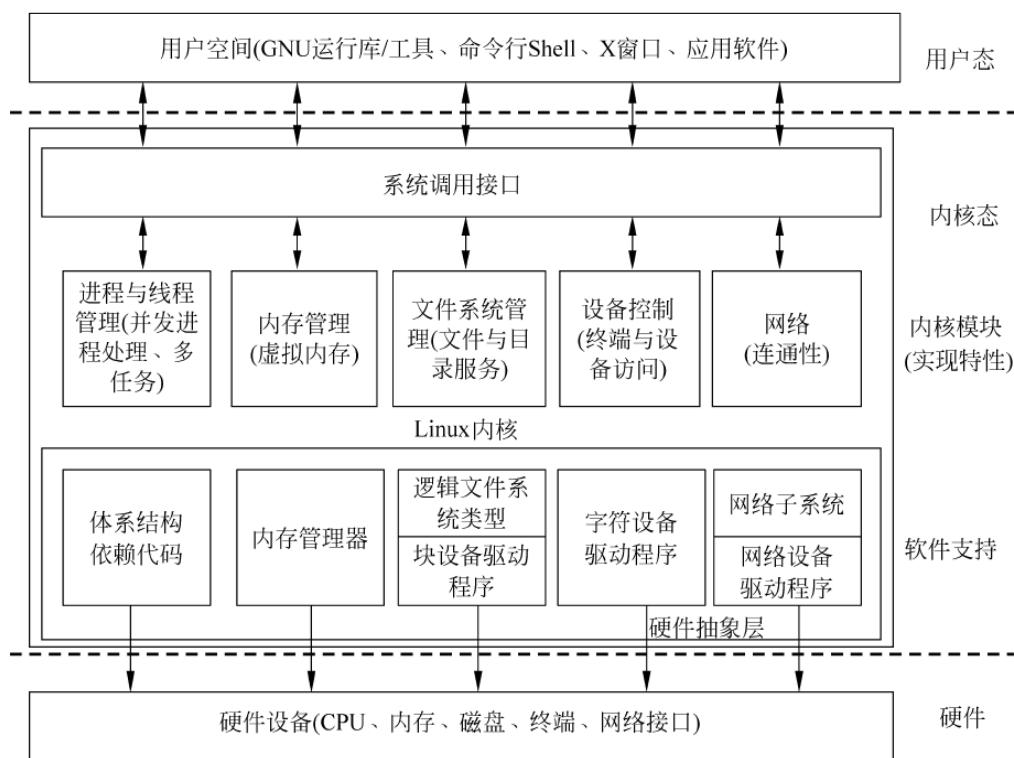 用户空间(GNU运行库/工具、命令行Shell、X窗口、应用软件)
用户态
系统调用接口
内核态
进程与线程
管理(并发进
程处理、多
任务)
内存管理
(虚拟内存)
文件系统管
理(文件与目
录服务)
设备控制
(终端与设
备访问)
网络
(连通性)
内核模块
(实现特性)
Linux内核
体系结构
依赖代码
内存管理器
逻辑文件系
统类型
块设备驱动
程序
字符设备
驱动程序
网络子系统
网络设备
驱动程序
软件支持
硬件抽象层
硬件设备(CPU、内存、磁盘、终端、网络接口)
硬件